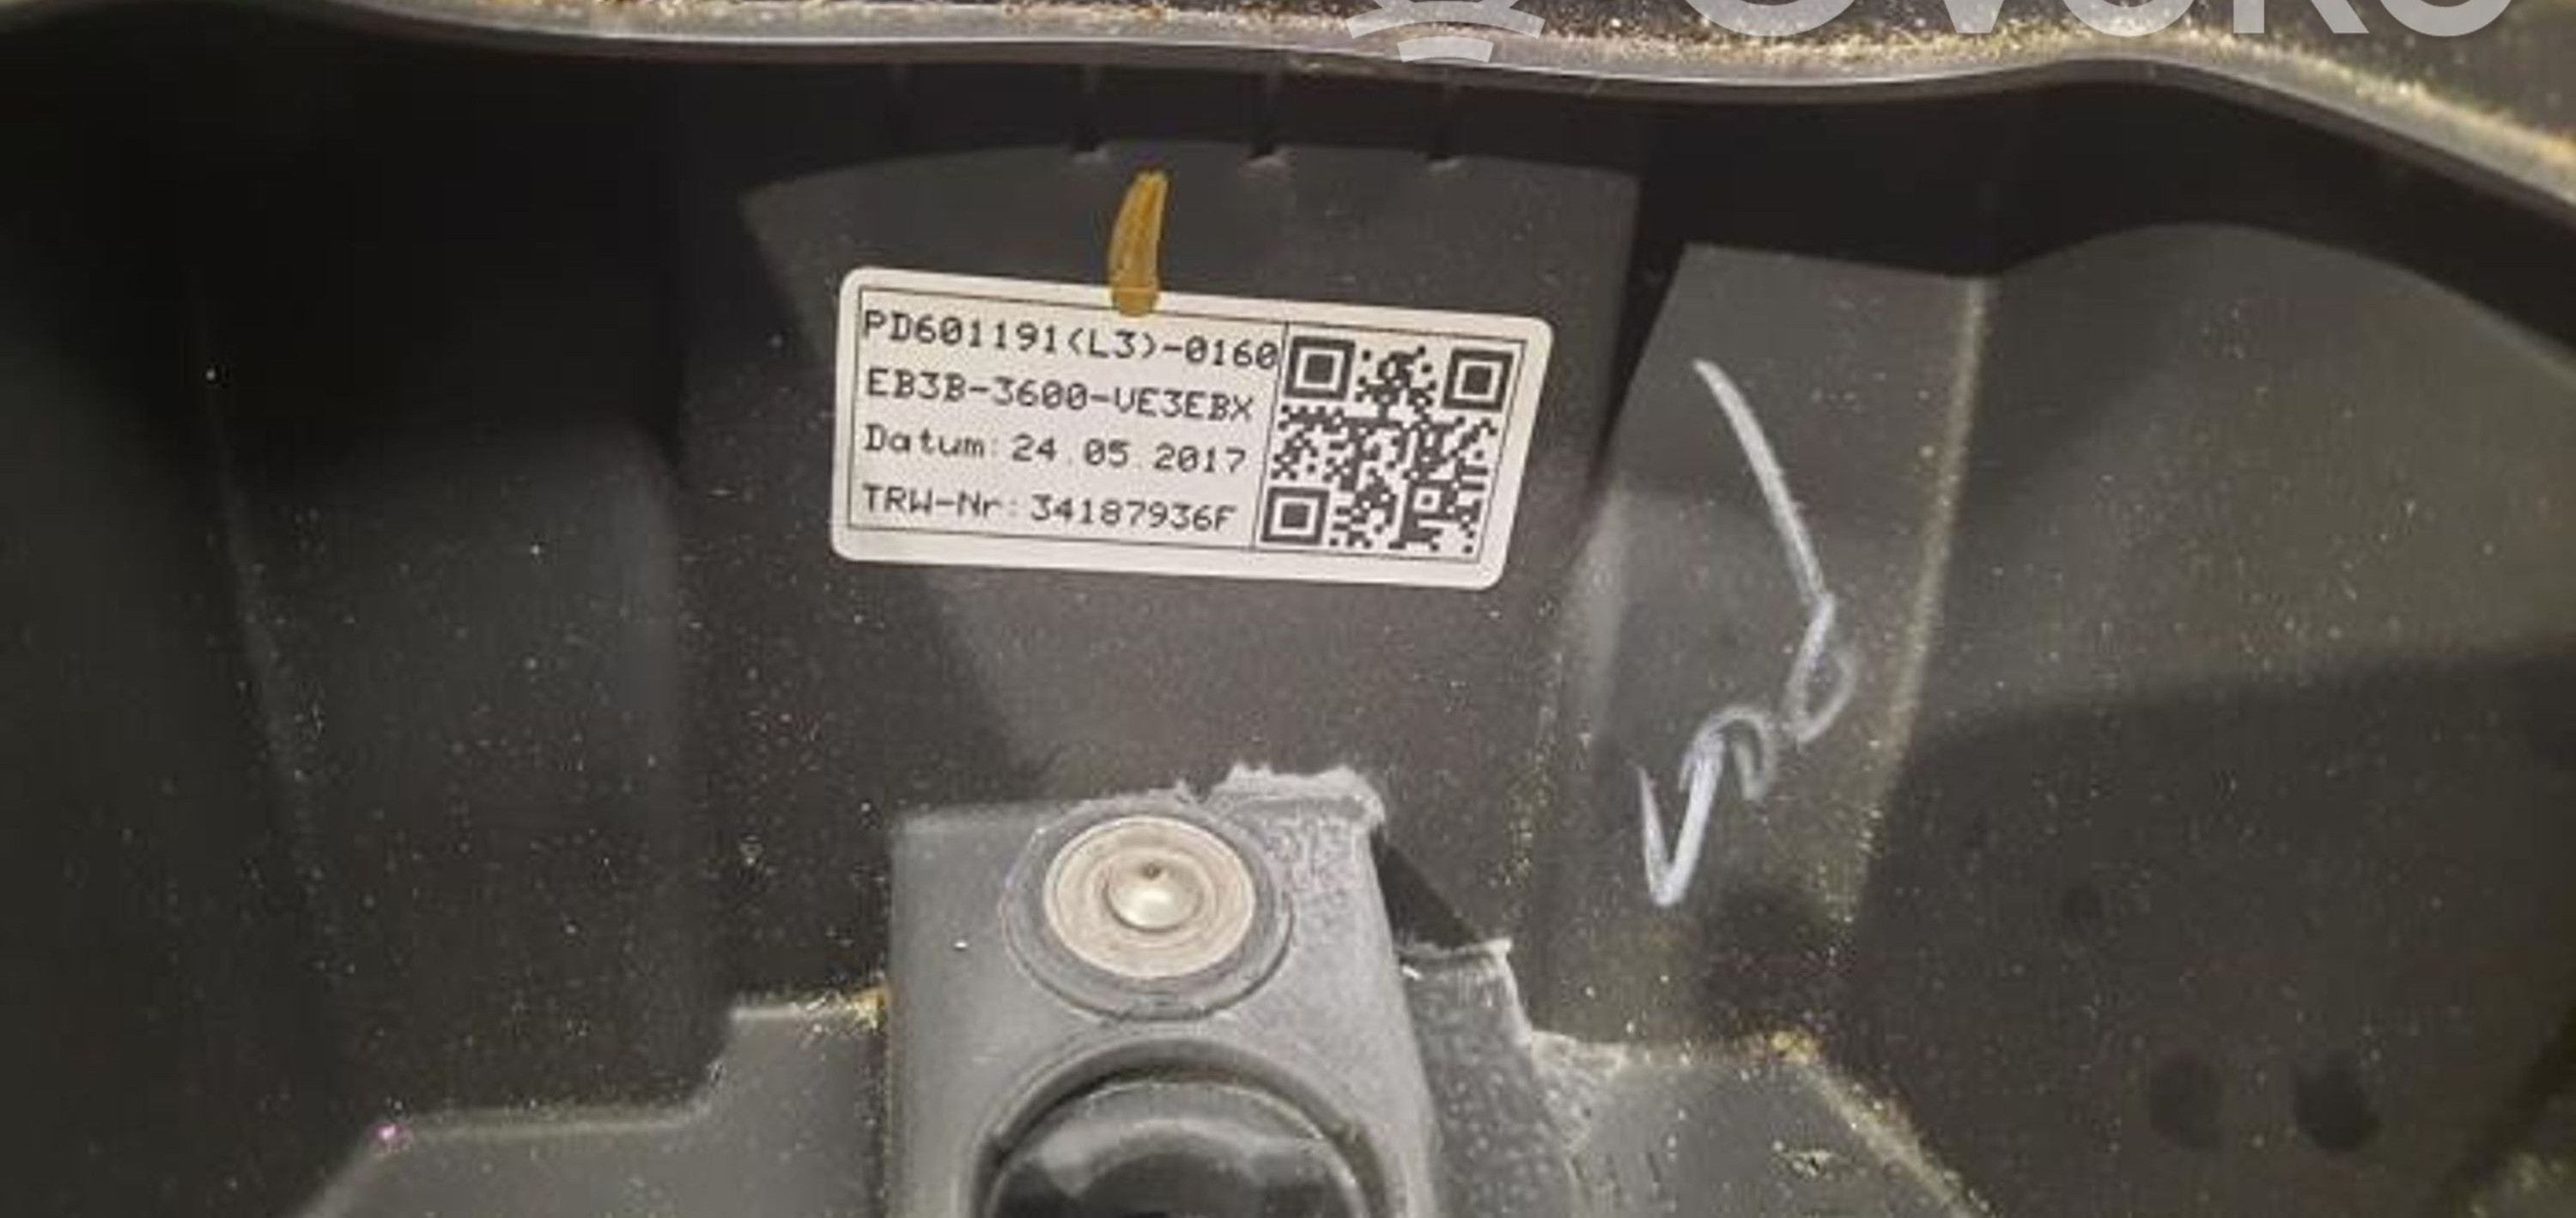 PD601191(L3)-0160
EB3B-3600-VE3EBX
Datum: 24.05.2017
TRW-Nr: 34187936F